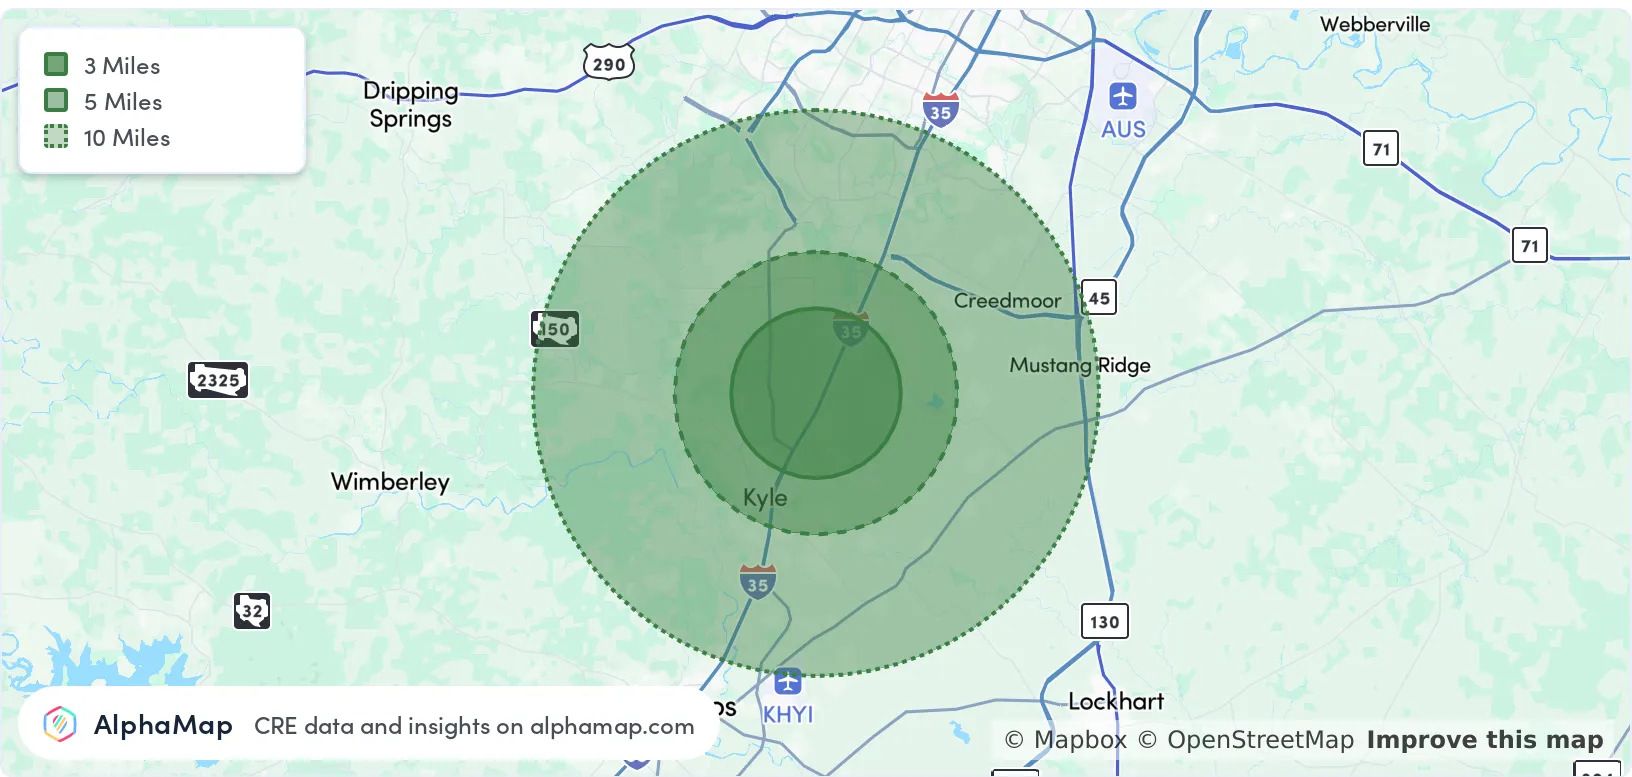 Webberville
3 Miles
5 Miles
10 Miles
290
Dripping
Springs
35
AUS
71
71
Creedmoor
45
150
35
Mustang Ridge
2325
Wimberley
Kyle
35
32
130
Lockhart
os
KHYI
AlphaMap CRE data and insights on alphamap.com
© Mapbox © OpenStreetMap Improve this map